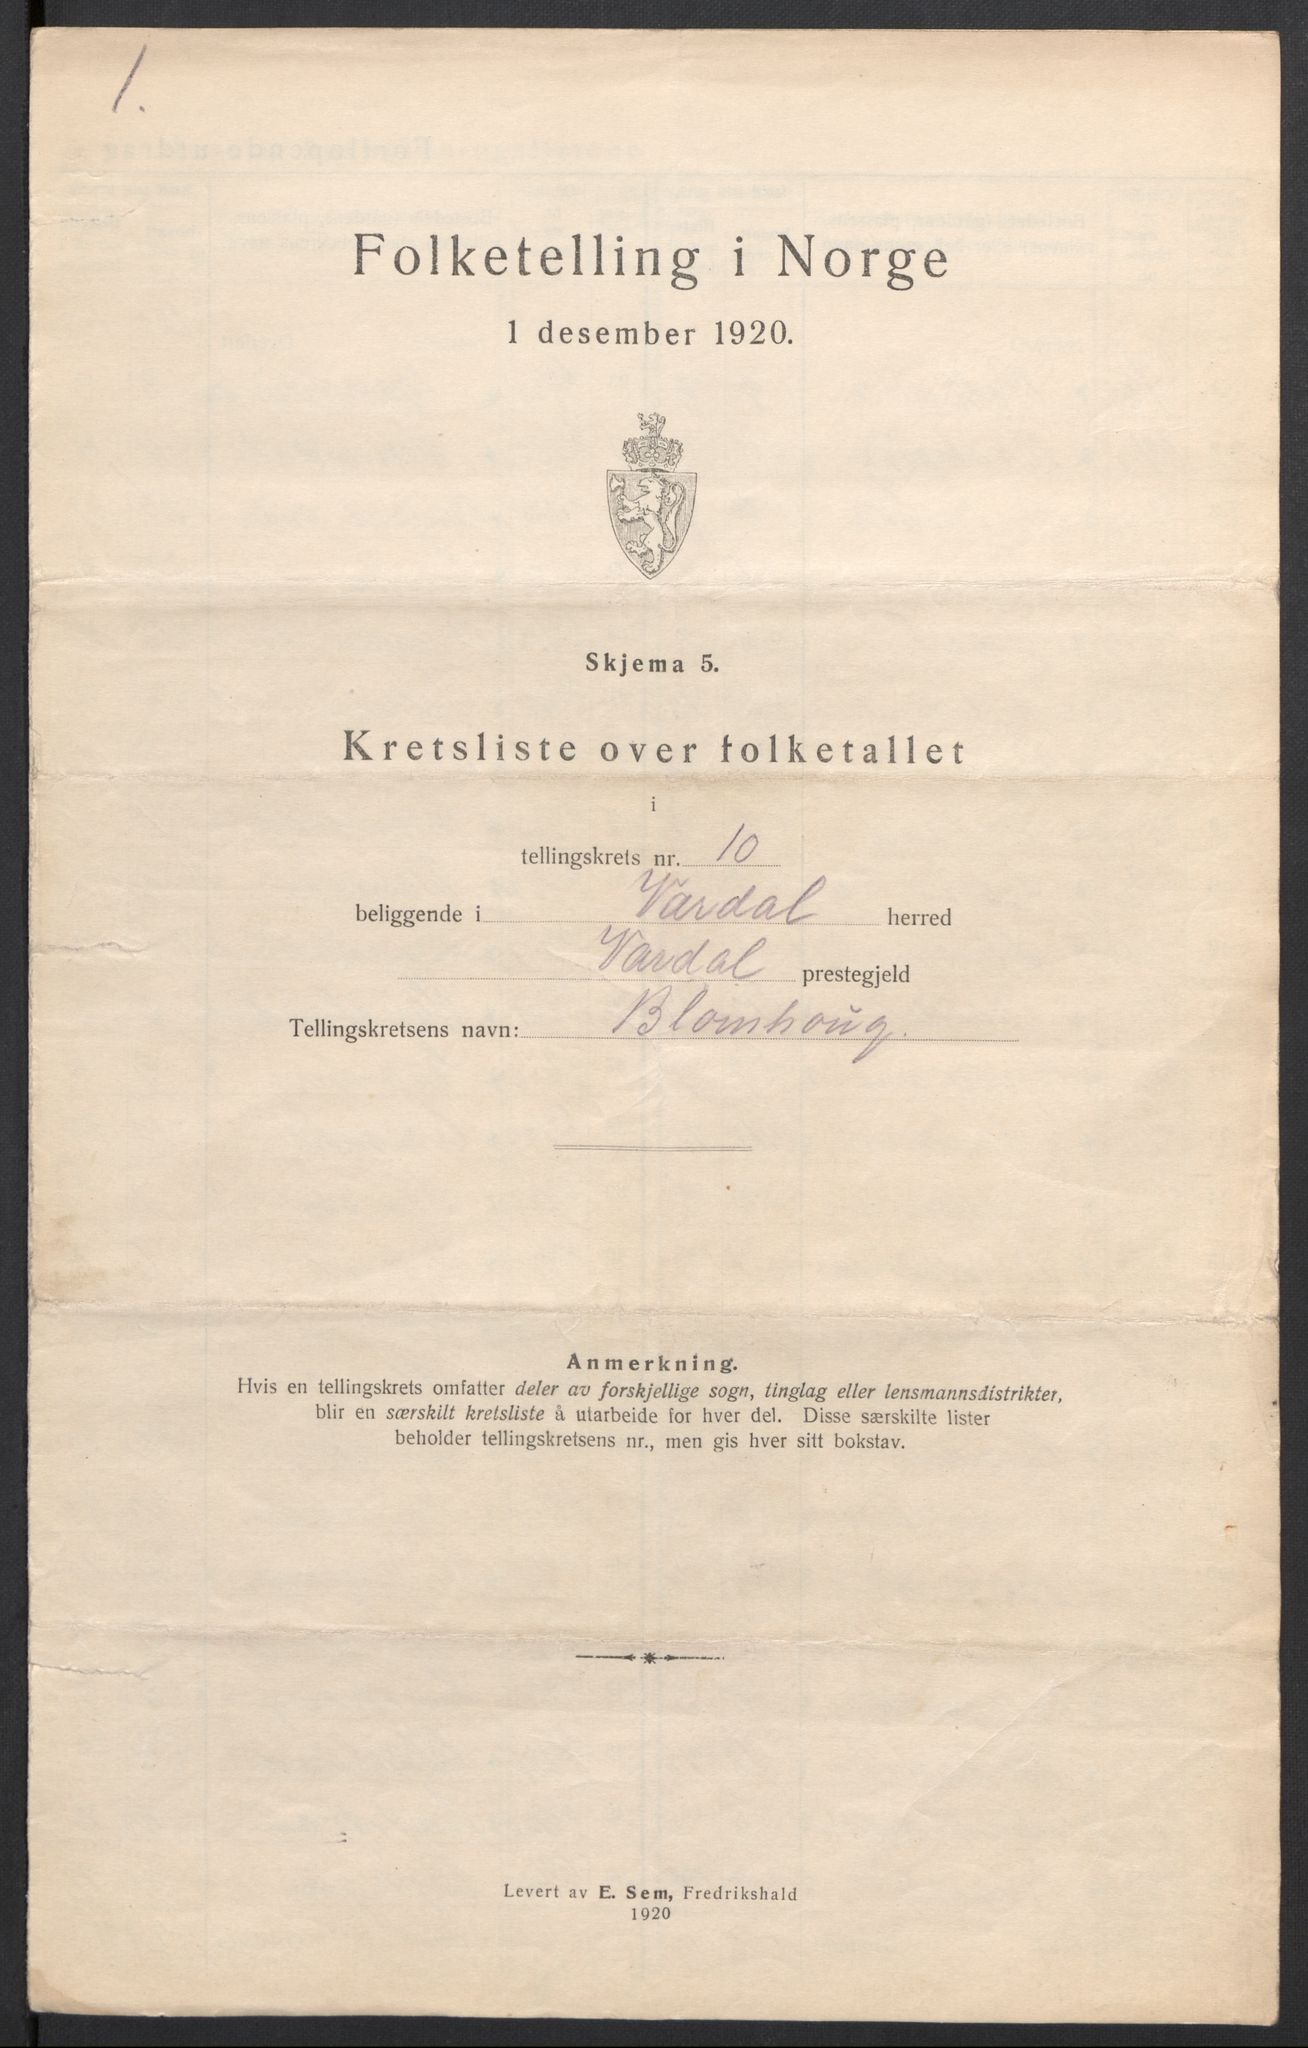 1.
Folketelling i Norge
1 desember 1920.
Skjema 5.
Kretsliste over folketallet
i
tellingskrets nr. 10
beliggende i Vardal herred
Vardal prestegjeld
Tellingskretsens navn: Blomhoug.
Anmerkning.
Hvis en tellingskrets omfatter deler av forskjellige sogn, tinglag eller lensmannsdistrikter,
blir en særskilt kretsliste å utarbeide for hver del. Disse særskilte lister
beholder tellingskretsens nr., men gis hver sitt bokstav.
Levert av E. Sem, Fredrikshald
1920